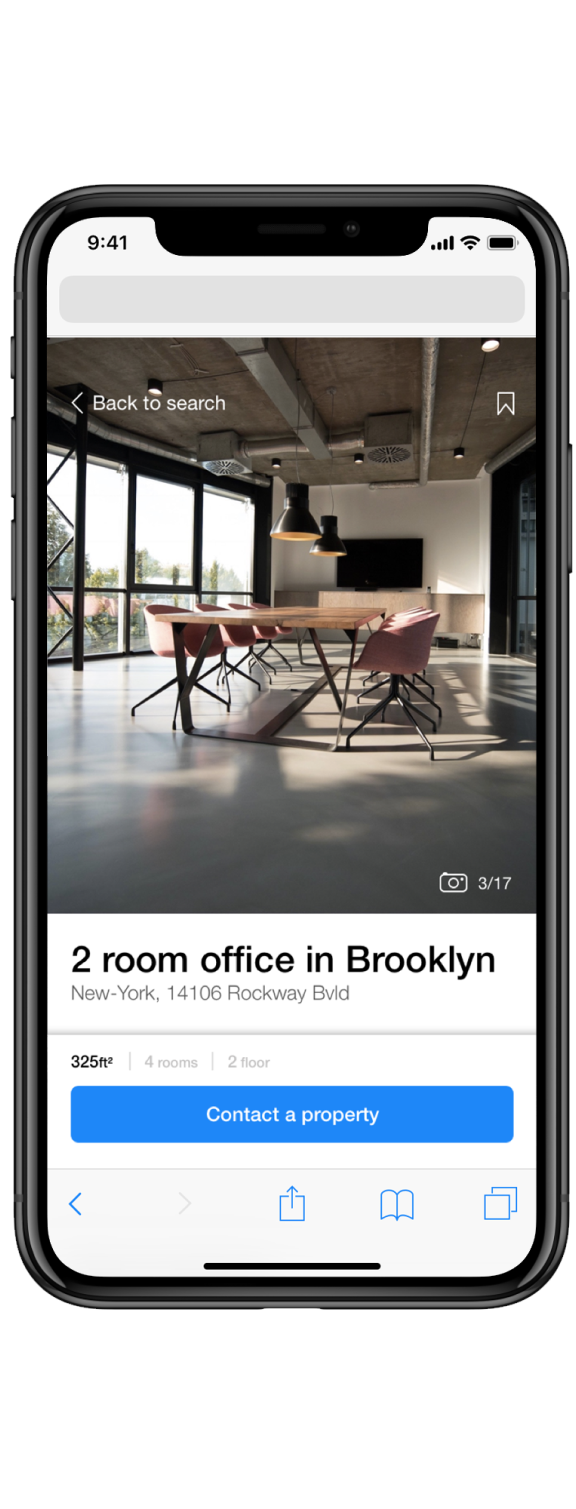 9:41
Back to search
3/17
2 room office in Brooklyn
New-York, 14106 Rockway Bvld
325ft² | 4 rooms | 2 floor
Contact a property